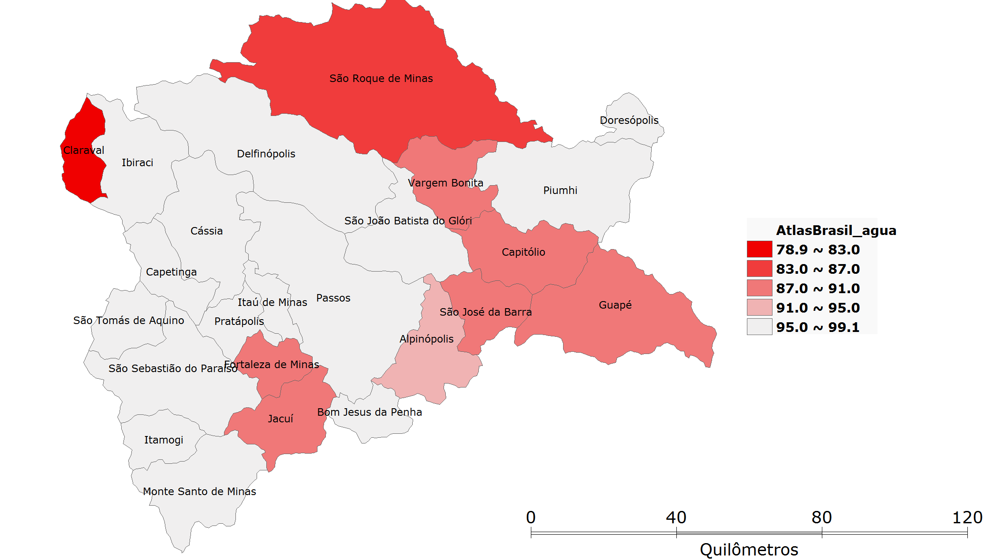 São Roque de Minas
Doresópolis
Claraval
Delfinópolis
Ibiraci
Vargem Bonita
Piumhi
São João Batista do Glóri
Cássia
Capitólio
Capetinga
Passos
Itaú de Minas
Guapé
São José da Barra
São Tomás de Aquino
Pratápolis
Alpinópolis
Fortaleza de Minas
São Sebastião do Paraíso
Bom Jesus da Penha
Jacuí
Itamogi
Monte Santo de Minas
AtlasBrasil_agua
78.9 ~ 83.0
83.0 ~ 87.0
87.0 ~ 91.0
91.0 ~ 95.0
95.0 ~ 99.1
0 40 80 120
Quilômetros